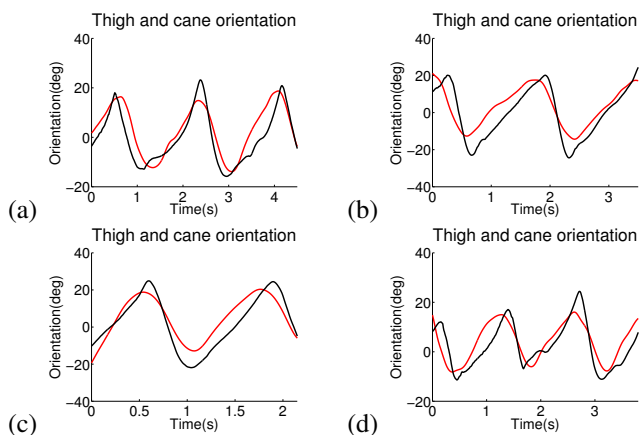 (a)
Thigh and cane orientation
Orientation(deg)
40
20
0
−20
0 1 2 3 4
Time(s)
(b)
Thigh and cane orientation
Orientation(deg)
40
20
0
−20
−40
0 1 2 3
Time(s)
(c)
Thigh and cane orientation
Orientation(deg)
40
20
0
−20
−40
0 0.5 1 1.5 2
Time(s)
(d)
Thigh and cane orientation
Orientation(deg)
40
20
0
−20
0 1 2 3
Time(s)